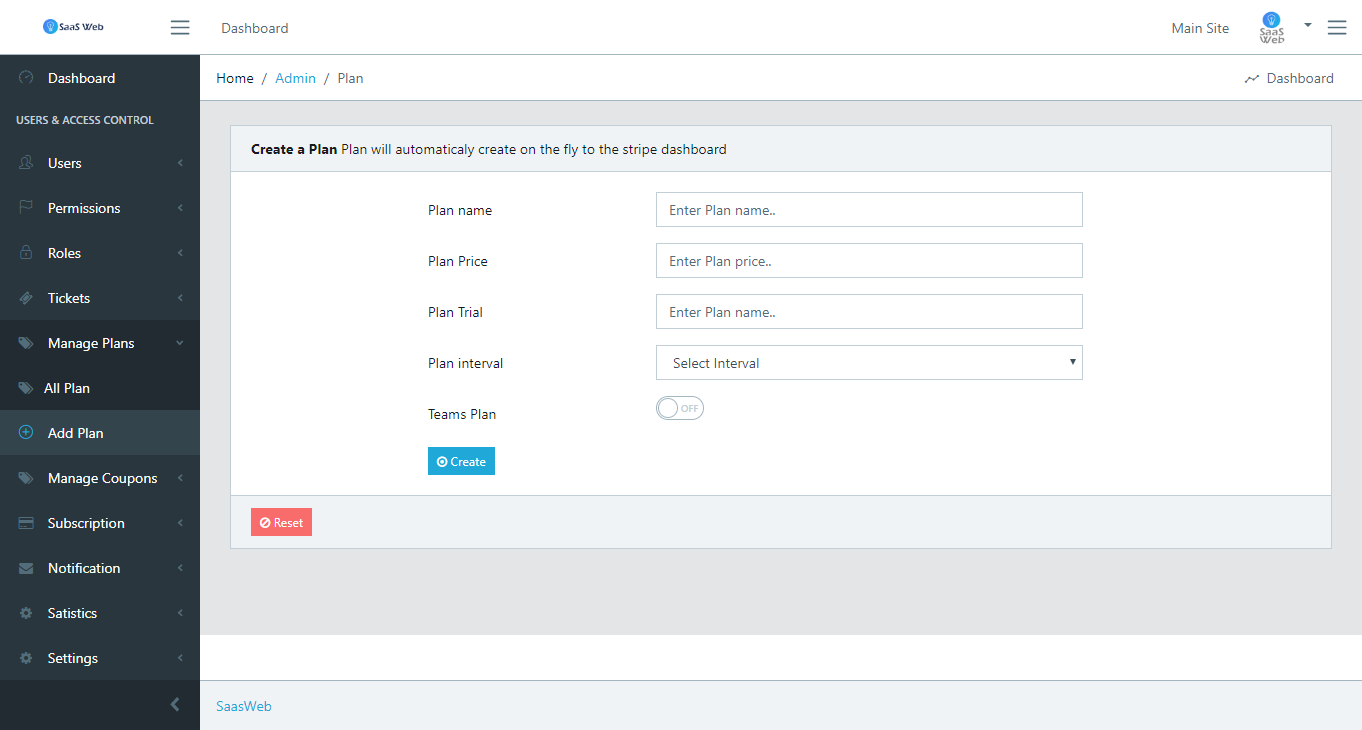 SaaS Web
Dashboard
Main Site
SaaS
Web
Dashboard
USERS & ACCESS CONTROL
Users
Permissions
Roles
Tickets
Manage Plans
All Plan
Add Plan
Manage Coupons
Subscription
Notification
Satistics
Settings
Home / Admin / Plan
Dashboard
Create a Plan Plan will automaticaly create on the fly to the stripe dashboard
Plan name
Enter Plan name..
Plan Price
Enter Plan price..
Plan Trial
Enter Plan name..
Plan interval
Select Interval
Teams Plan
OFF
Create
Reset
SaasWeb